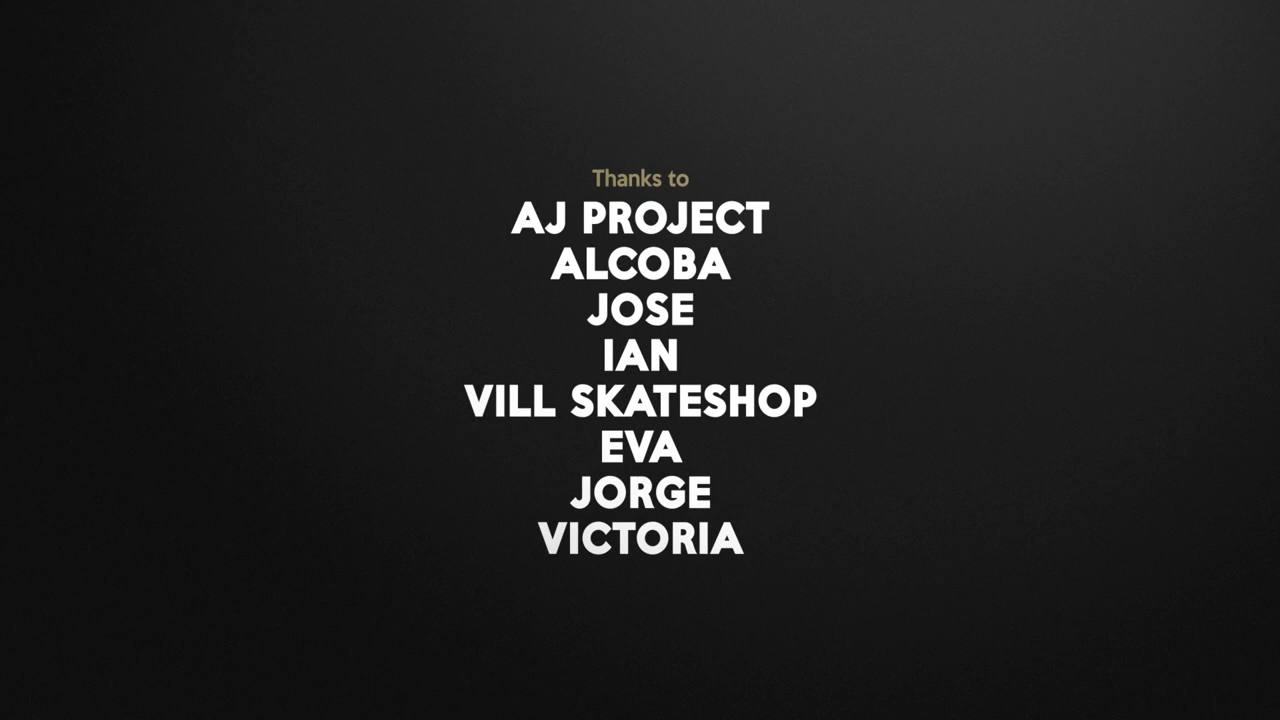 Thanks to
AJ PROJECT
ALCOBA
JOSE
IAN
VILL SKATESHOP
EVA
JORGE
VICTORIA